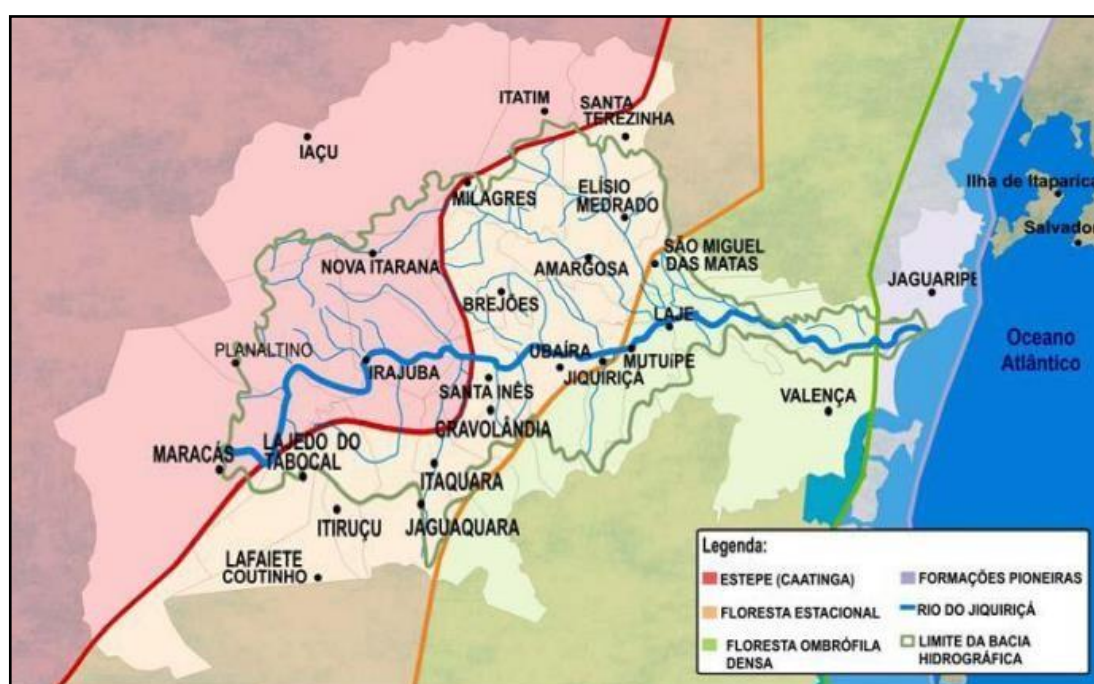 ITATIM
SANTA
TEREZINHA
IAÇU
MILAGRES
ELÍSIO
MEDRADO
Ilha de Itaparica
Salvador
NOVA ITARANA
AMARGOSA
SÃO MIGUEL
DAS MATAS
JAGUARIPE
BREJÕES
LAJE
Oceano
Atlântico
PLANALTINO
IRAJUBA
UBAÍRA
MUTUIPE
JIQUIRIÇÁ
SANTA INÊS
VALENÇA
CRAVOLÂNDIA
MARACÁS
LAJEDO DO
TABOCAL
ITAQUARA
ITIRUÇU
JAGUAQUARA
LAFAIETE
COUTINHO
Legenda:
ESTEPE (CAATINGA)
FLORESTA ESTACIONAL
FLORESTA OMBRÓFILA
DENSA
FORMAÇÕES PIONEIRAS
RIO DO JIQUIRIÇÁ
LIMITE DA BACIA
HIDROGRÁFICA